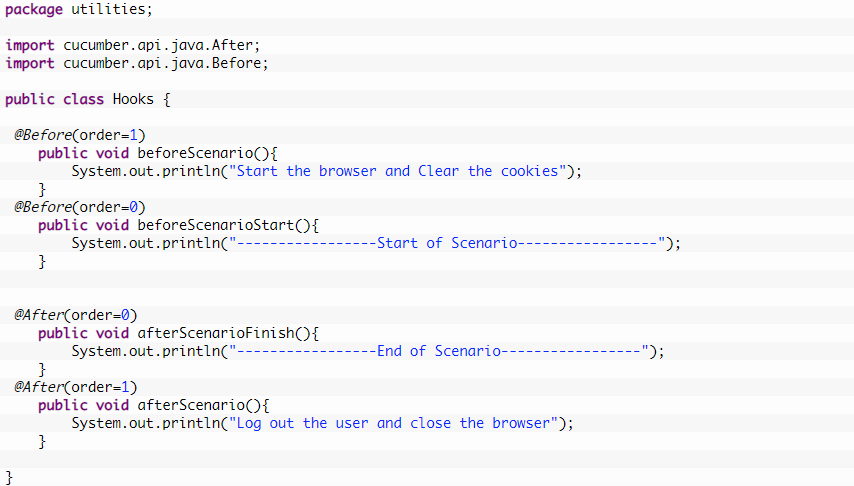 package utilities;
import cucumber.api.java.After;
import cucumber.api.java.Before;
public class Hooks {
@Before(order=1)
public void beforeScenario(){
System.out.println("Start the browser and Clear the cookies");
}
@Before(order=0)
public void beforeScenarioStart(){
System.out.println("-----------------Start of Scenario-----------------");
}
@After(order=0)
public void afterScenarioFinish(){
System.out.println("-----------------End of Scenario-----------------");
}
@After(order=1)
public void afterScenario(){
System.out.println("Log out the user and close the browser");
}
}